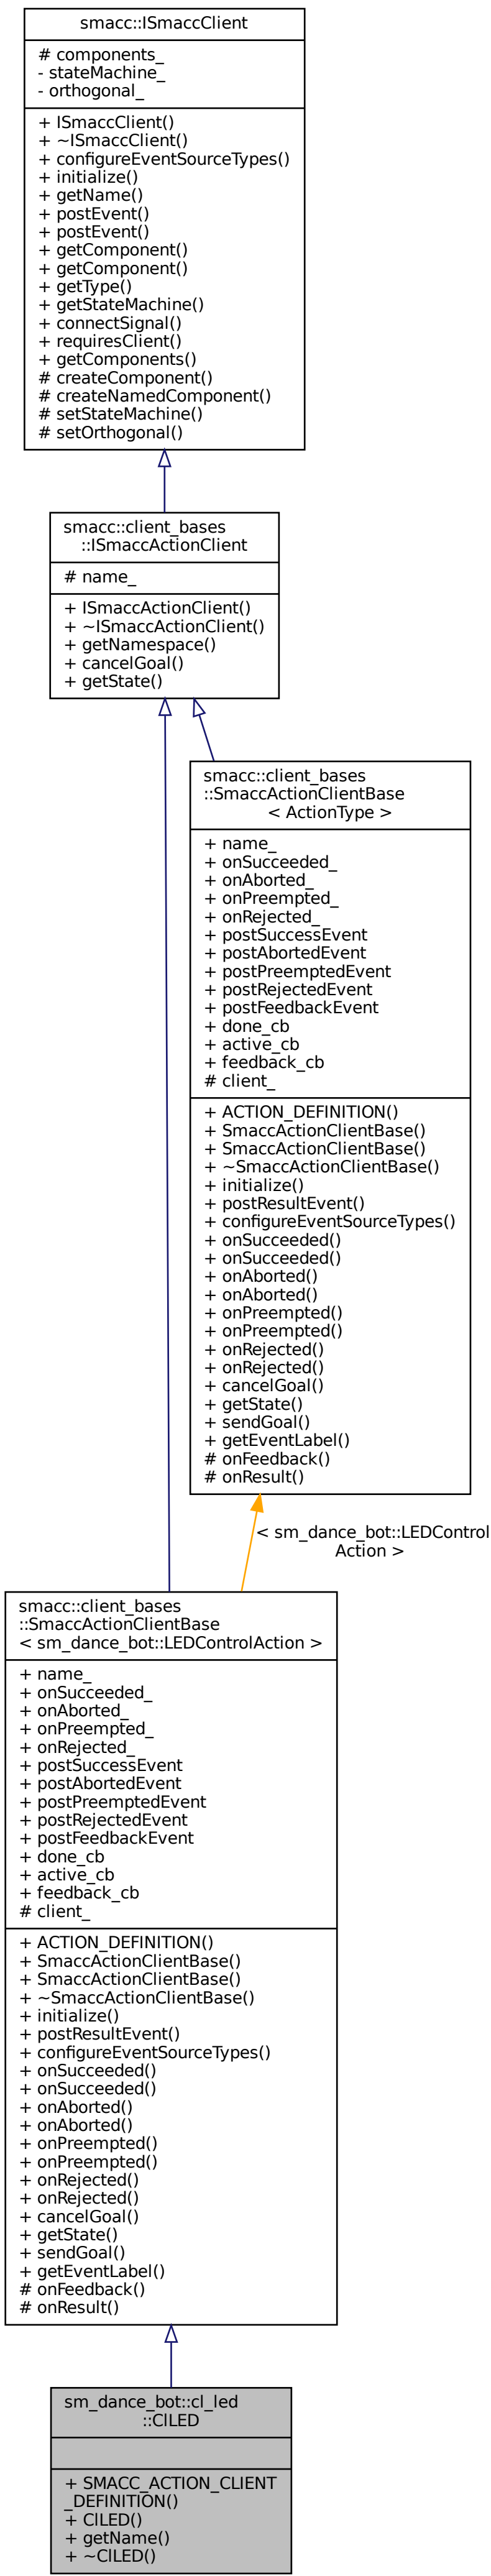 smacc::ISmaccClient
# components_
- stateMachine_
- orthogonal_
+ ISmaccClient()
+ ~ISmaccClient()
+ configureEventSourceTypes()
+ initialize()
+ getName()
+ postEvent()
+ postEvent()
+ getComponent()
+ getComponent()
+ getType()
+ getStateMachine()
+ connectSignal()
+ requiresClient()
+ getComponents()
# createComponent()
# createNamedComponent()
# setStateMachine()
# setOrthogonal()
smacc::client_bases
::ISmaccActionClient
# name_
+ ISmaccActionClient()
+ ~ISmaccActionClient()
+ getNamespace()
+ cancelGoal()
+ getState()
smacc::client_bases
::SmaccActionClientBase
< ActionType >
+ name_
+ onSucceeded_
+ onAborted_
+ onPreempted_
+ onRejected_
+ postSuccessEvent
+ postAbortedEvent
+ postPreemptedEvent
+ postRejectedEvent
+ postFeedbackEvent
+ done_cb
+ active_cb
+ feedback_cb
# client_
+ ACTION_DEFINITION()
+ SmaccActionClientBase()
+ SmaccActionClientBase()
+ ~SmaccActionClientBase()
+ initialize()
+ postResultEvent()
+ configureEventSourceTypes()
+ onSucceeded()
+ onSucceeded()
+ onAborted()
+ onAborted()
+ onPreempted()
+ onPreempted()
+ onRejected()
+ onRejected()
+ cancelGoal()
+ getState()
+ sendGoal()
+ getEventLabel()
# onFeedback()
# onResult()
< sm_dance_bot::LEDControl
Action >
smacc::client_bases
::SmaccActionClientBase
< sm_dance_bot::LEDControlAction >
+ name_
+ onSucceeded_
+ onAborted_
+ onPreempted_
+ onRejected_
+ postSuccessEvent
+ postAbortedEvent
+ postPreemptedEvent
+ postRejectedEvent
+ postFeedbackEvent
+ done_cb
+ active_cb
+ feedback_cb
# client_
+ ACTION_DEFINITION()
+ SmaccActionClientBase()
+ SmaccActionClientBase()
+ ~SmaccActionClientBase()
+ initialize()
+ postResultEvent()
+ configureEventSourceTypes()
+ onSucceeded()
+ onSucceeded()
+ onAborted()
+ onAborted()
+ onPreempted()
+ onPreempted()
+ onRejected()
+ onRejected()
+ cancelGoal()
+ getState()
+ sendGoal()
+ getEventLabel()
# onFeedback()
# onResult()
sm_dance_bot::cl_led
::ClLED
+ SMACC_ACTION_CLIENT
_DEFINITION()
+ ClLED()
+ getName()
+ ~ClLED()